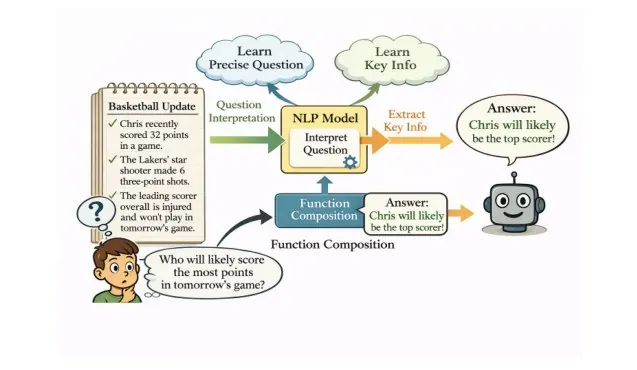 Learn
Precise Question
Learn
Key Info
Basketball Update
✓ Chris recently
scored 32 points
in a game.
✓ The Lakers' star
shooter made 6
three-point shots.
✓ The leading scorer
overall is injured
and won't play in
tomorrow's game.
Question
Interpretation
NLP Model
Interpret
Question
Extract
Key Info
Answer:
Chris will likely
be the top scorer!
Function
Composition
Answer:
Chris will likely
be the top scorer!
Function Composition
?
Who will likely score
the most points
in tomorrow's game?